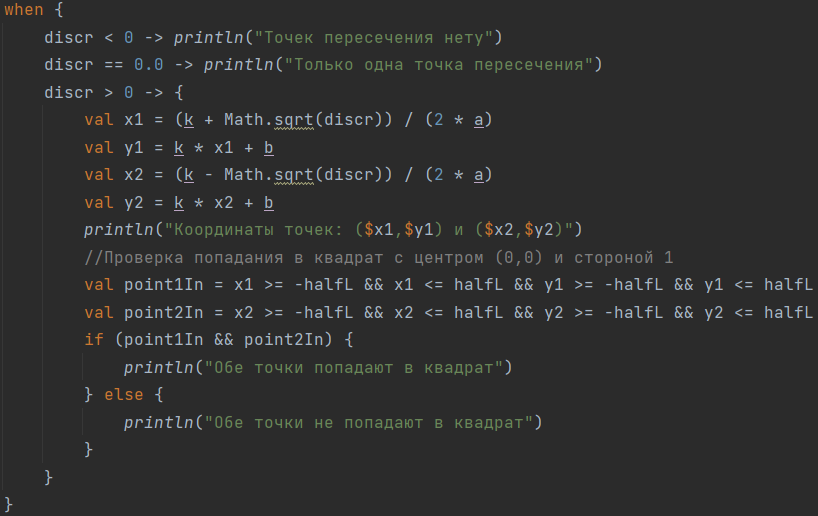 when {
    discr < 0 -> println("Точек пересечения нету")
    discr == 0.0 -> println("Только одна точка пересечения")
    discr > 0 -> {
        val x1 = (k + Math.sqrt(discr)) / (2 * a)
        val y1 = k * x1 + b
        val x2 = (k - Math.sqrt(discr)) / (2 * a)
        val y2 = k * x2 + b
        println("Координаты точек: ($x1,$y1) и ($x2,$y2)")
        //Проверка попадания в квадрат с центром (0,0) и стороной 1
        val point1In = x1 >= -halfL && x1 <= halfL && y1 >= -halfL && y1 <= halfL
        val point2In = x2 >= -halfL && x2 <= halfL && y2 >= -halfL && y2 <= halfL
        if (point1In && point2In) {
            println("Обе точки попадают в квадрат")
        } else {
            println("Обе точки не попадают в квадрат")
        }
    }
}